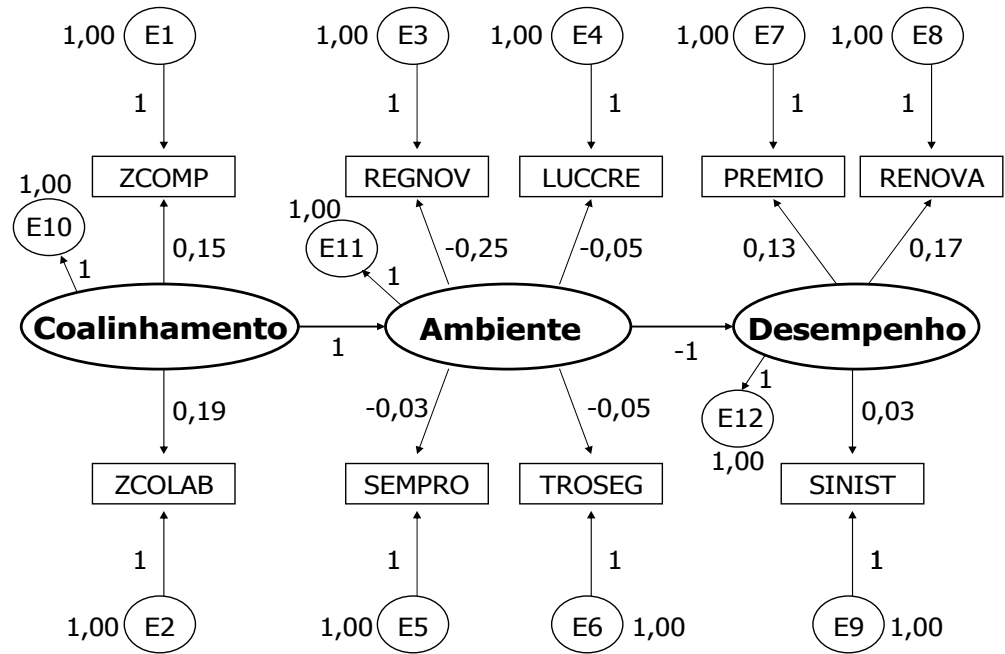 1,00 E1 1,00 E3 1,00 E4 1,00 E7 1,00 E8
1 1 1 1 1
ZCOMP REGNOV LUCCRE PREMIO RENOVA
1,00
E10
1
0,15
1,00
E11
1
-0,25
-0,05
0,13
0,17
Coalinhamento
1
Ambiente
-1
Desempenho
0,19
-0,03
-0,05
1
E12
1,00
0,03
ZCOLAB SEMPRO TROSEG SINIST
1 1 1 1
1,00 E2 1,00 E5 E6 1,00 E9 1,00